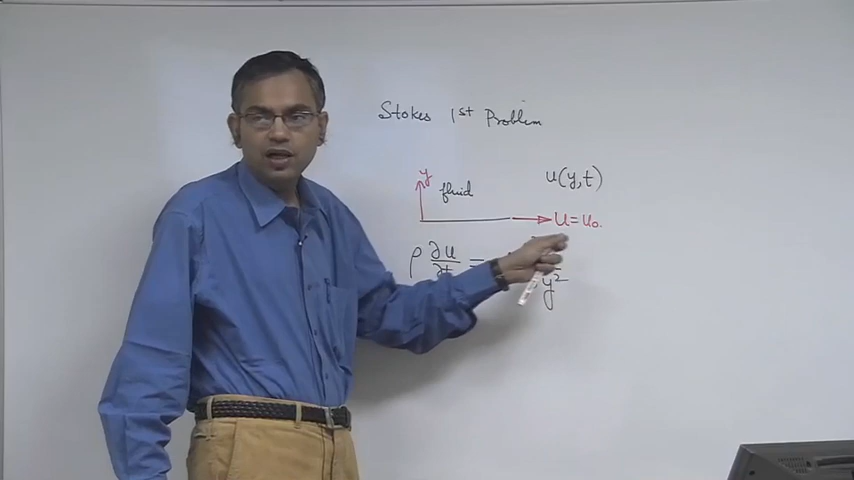 Stokes 1st Problem
y fluid u(y,t)
u=u₀.
ρ ∂u/∂t =
y²